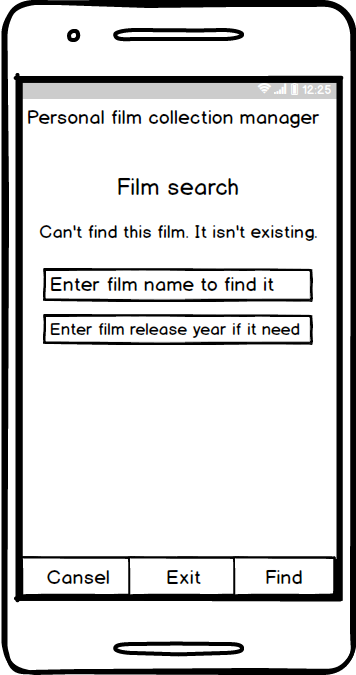 12:25
Personal film collection manager
Film search
Can't find this film. It isn't existing.
Enter film name to find it
Enter film release year if it need
Cansel
Exit
Find